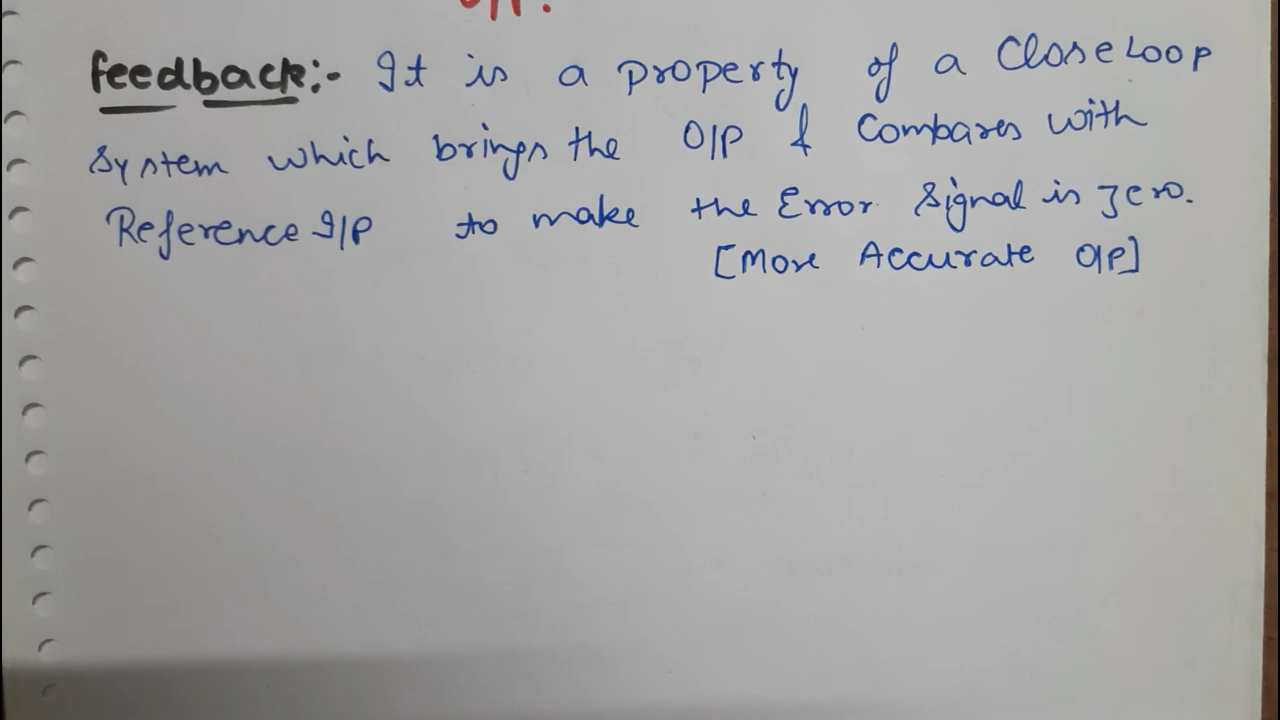 feedback:- It is a property of a Close Loop
System which brings the O/P & Compares with
Reference I/P to make the Error Signal is zero.
[More Accurate O/P]